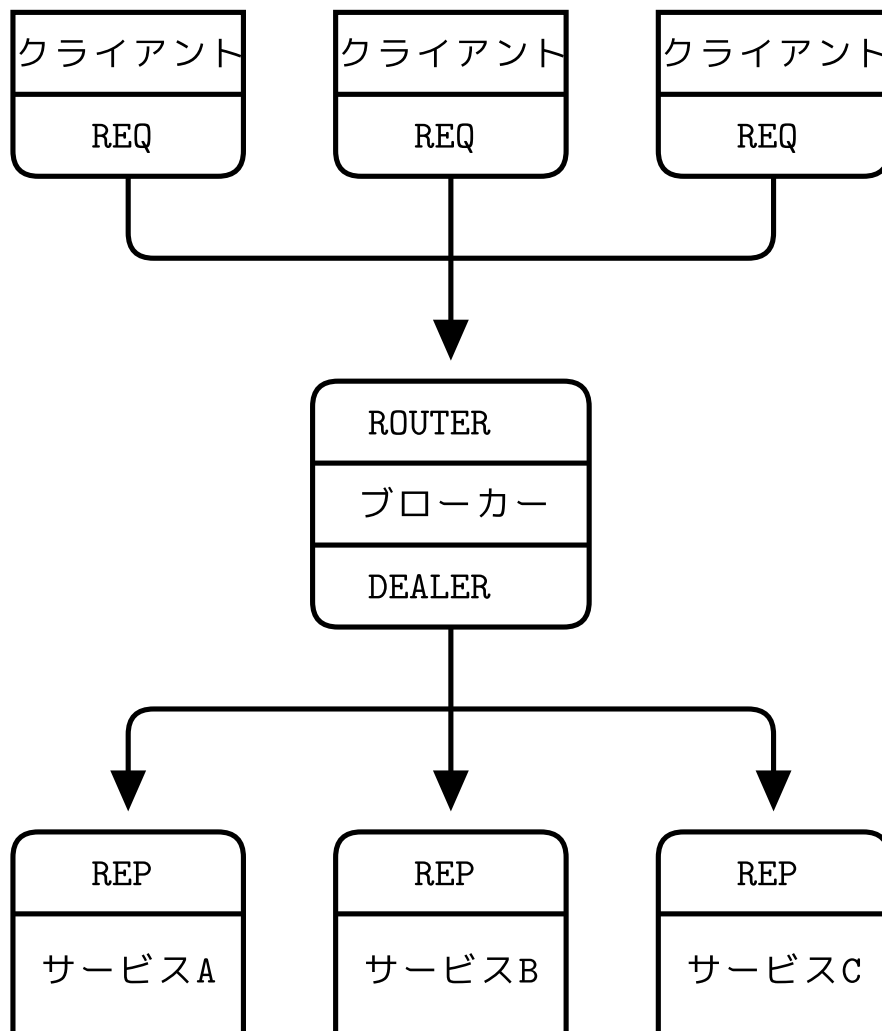 クライアント クライアント クライアント
REQ REQ REQ
ROUTER
ブローカー
DEALER
REP REP REP
サービスA サービスB サービスC